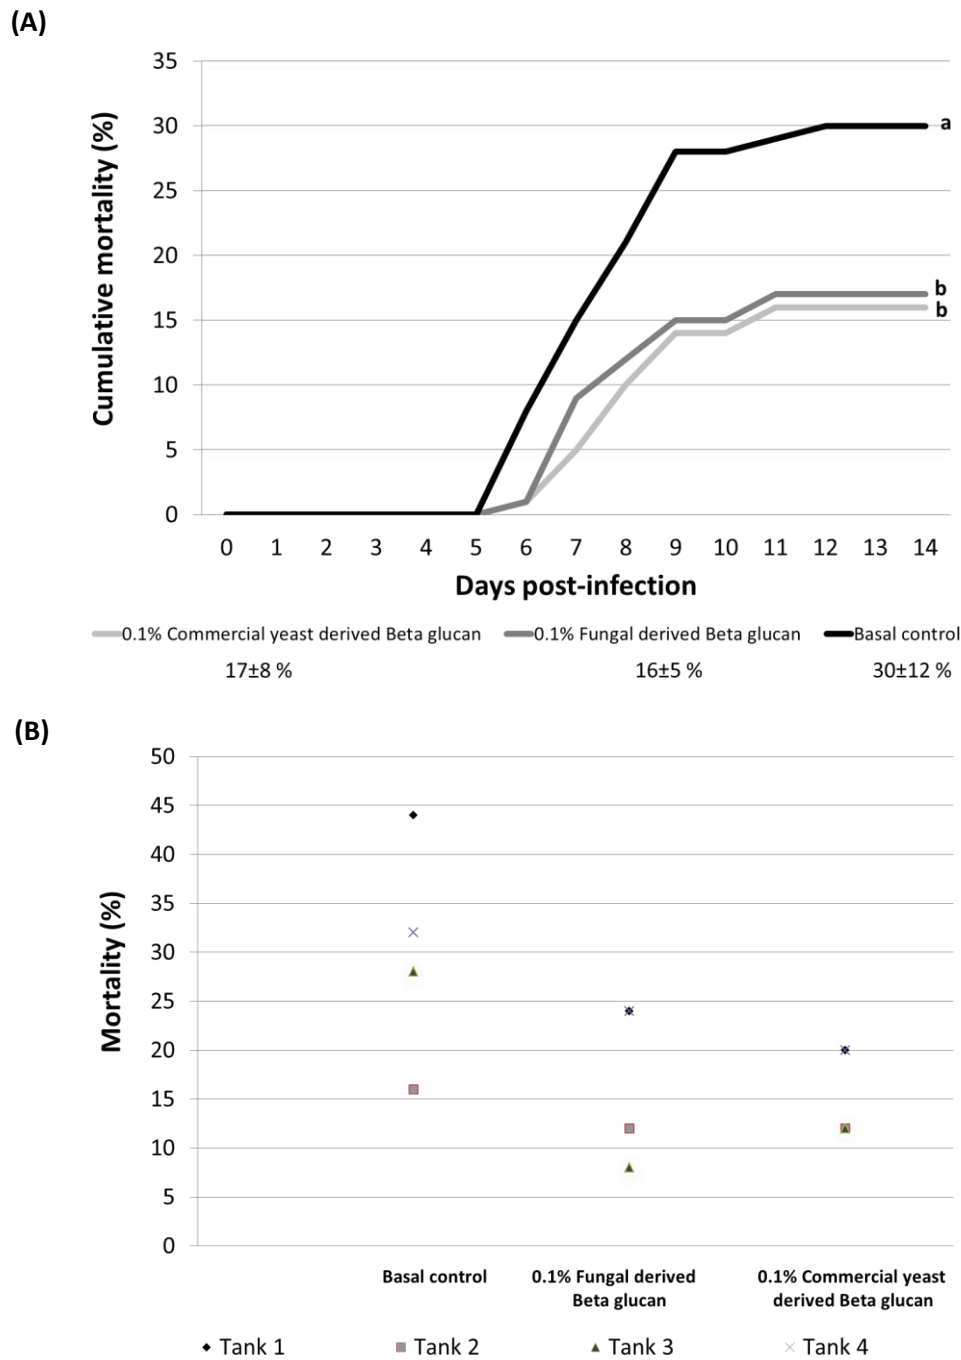 (A)
35
30
25
20
15
10
5
0
Cumulative mortality (%)
a
b
b
0 1 2 3 4 5 6 7 8 9 10 11 12 13 14
Days post-infection
0.1% Commercial yeast derived Beta glucan 0.1% Fungal derived Beta glucan Basal control
17±8 % 16±5 % 30±12 %
(B)
50
45
40
35
30
25
20
15
10
5
0
Mortality (%)
Basal control
0.1% Fungal derived
Beta glucan
0.1% Commercial yeast
derived Beta glucan
Tank 1 Tank 2 Tank 3 Tank 4